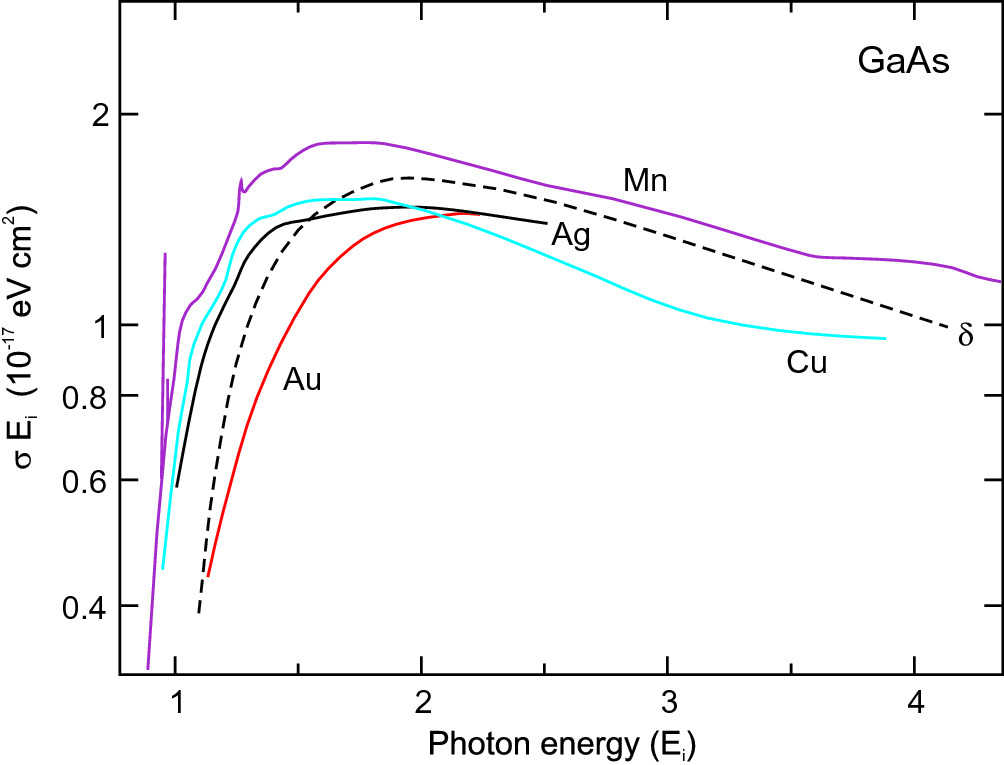 GaAs
2
Mn
Ag
1
δ
Cu
Au
0.8
0.6
0.4
σ Eᵢ (10⁻¹⁷ eV cm²)
1 2 3 4
Photon energy (Eᵢ)